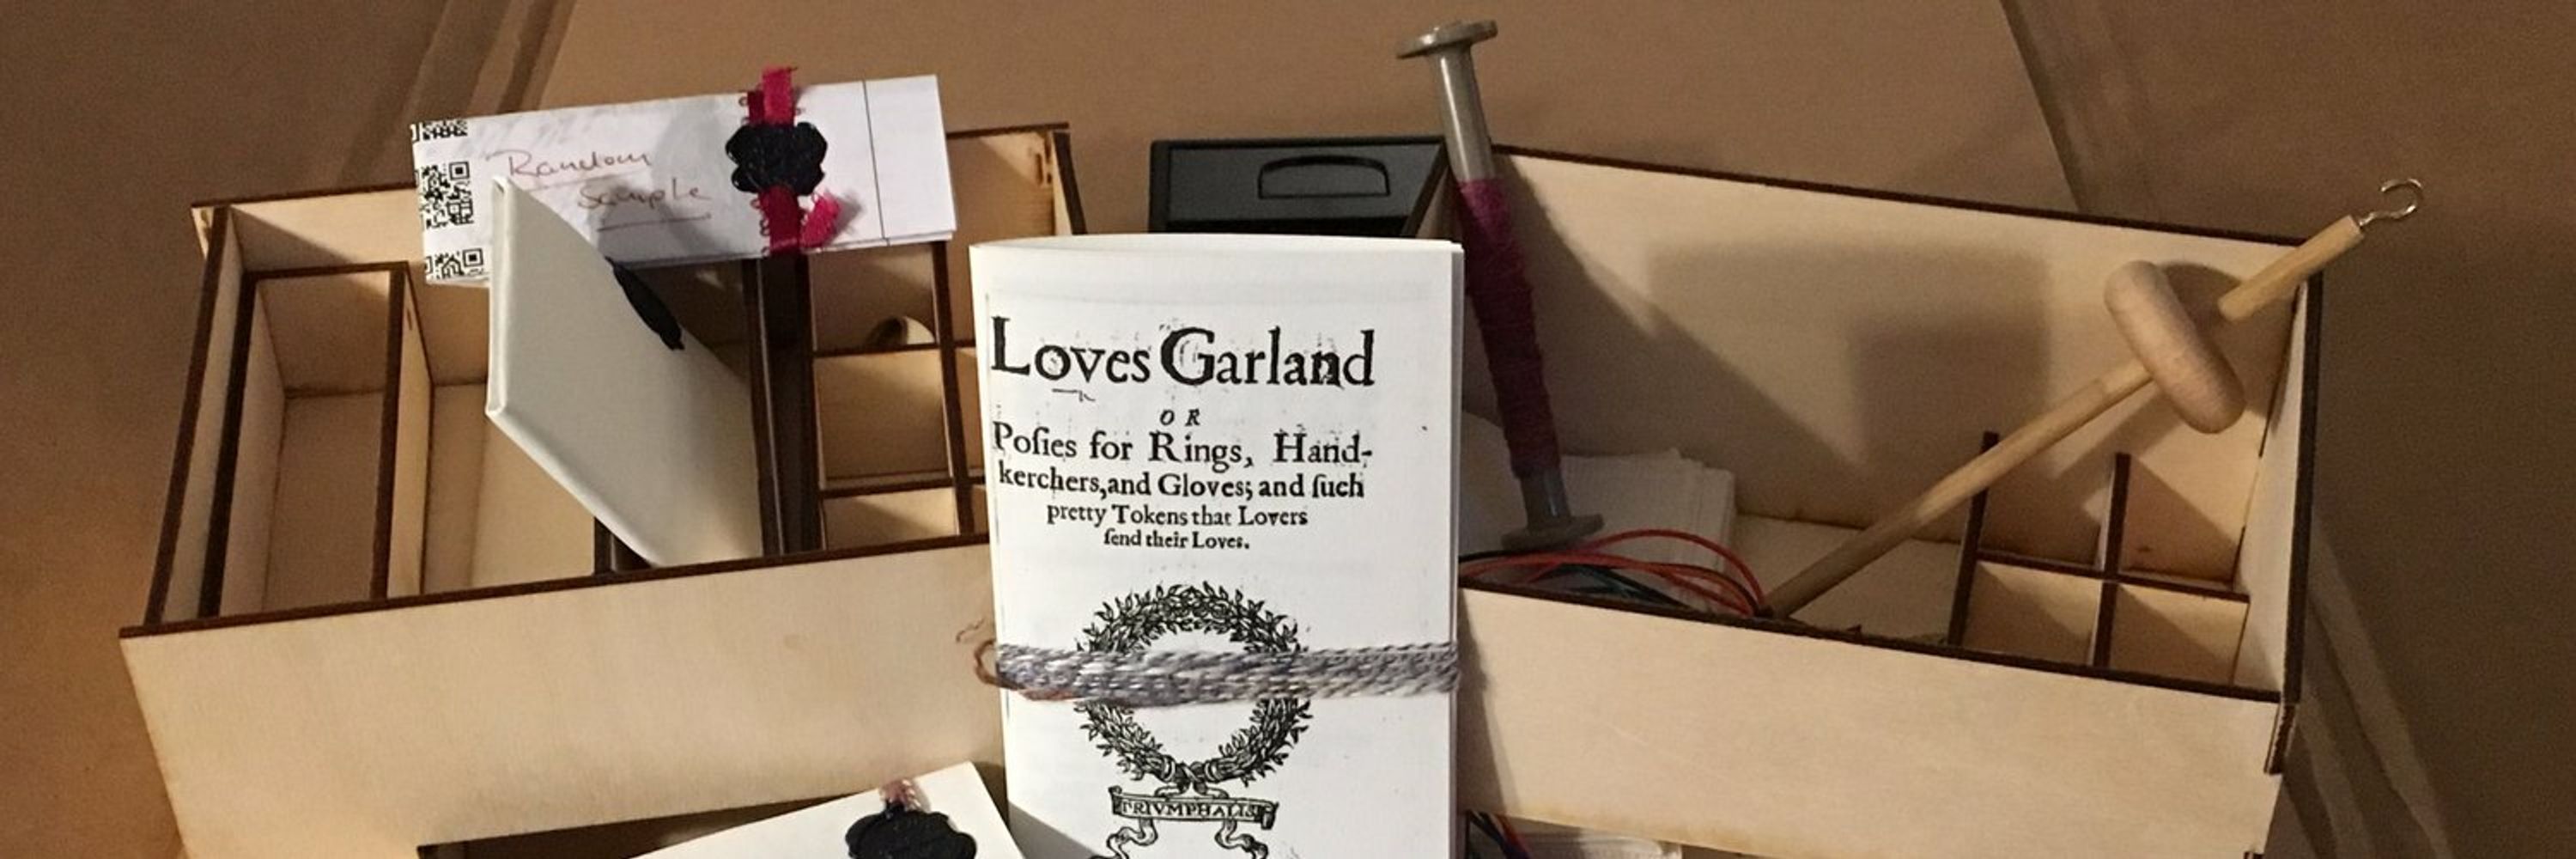 Random
Sample
Loves Garland
OR
Poſies for Rings, Hand-
kerchers,and Gloves; and ſuch
pretty Tokens that Lovers
ſend their Loves.
TRIVMPHALIS